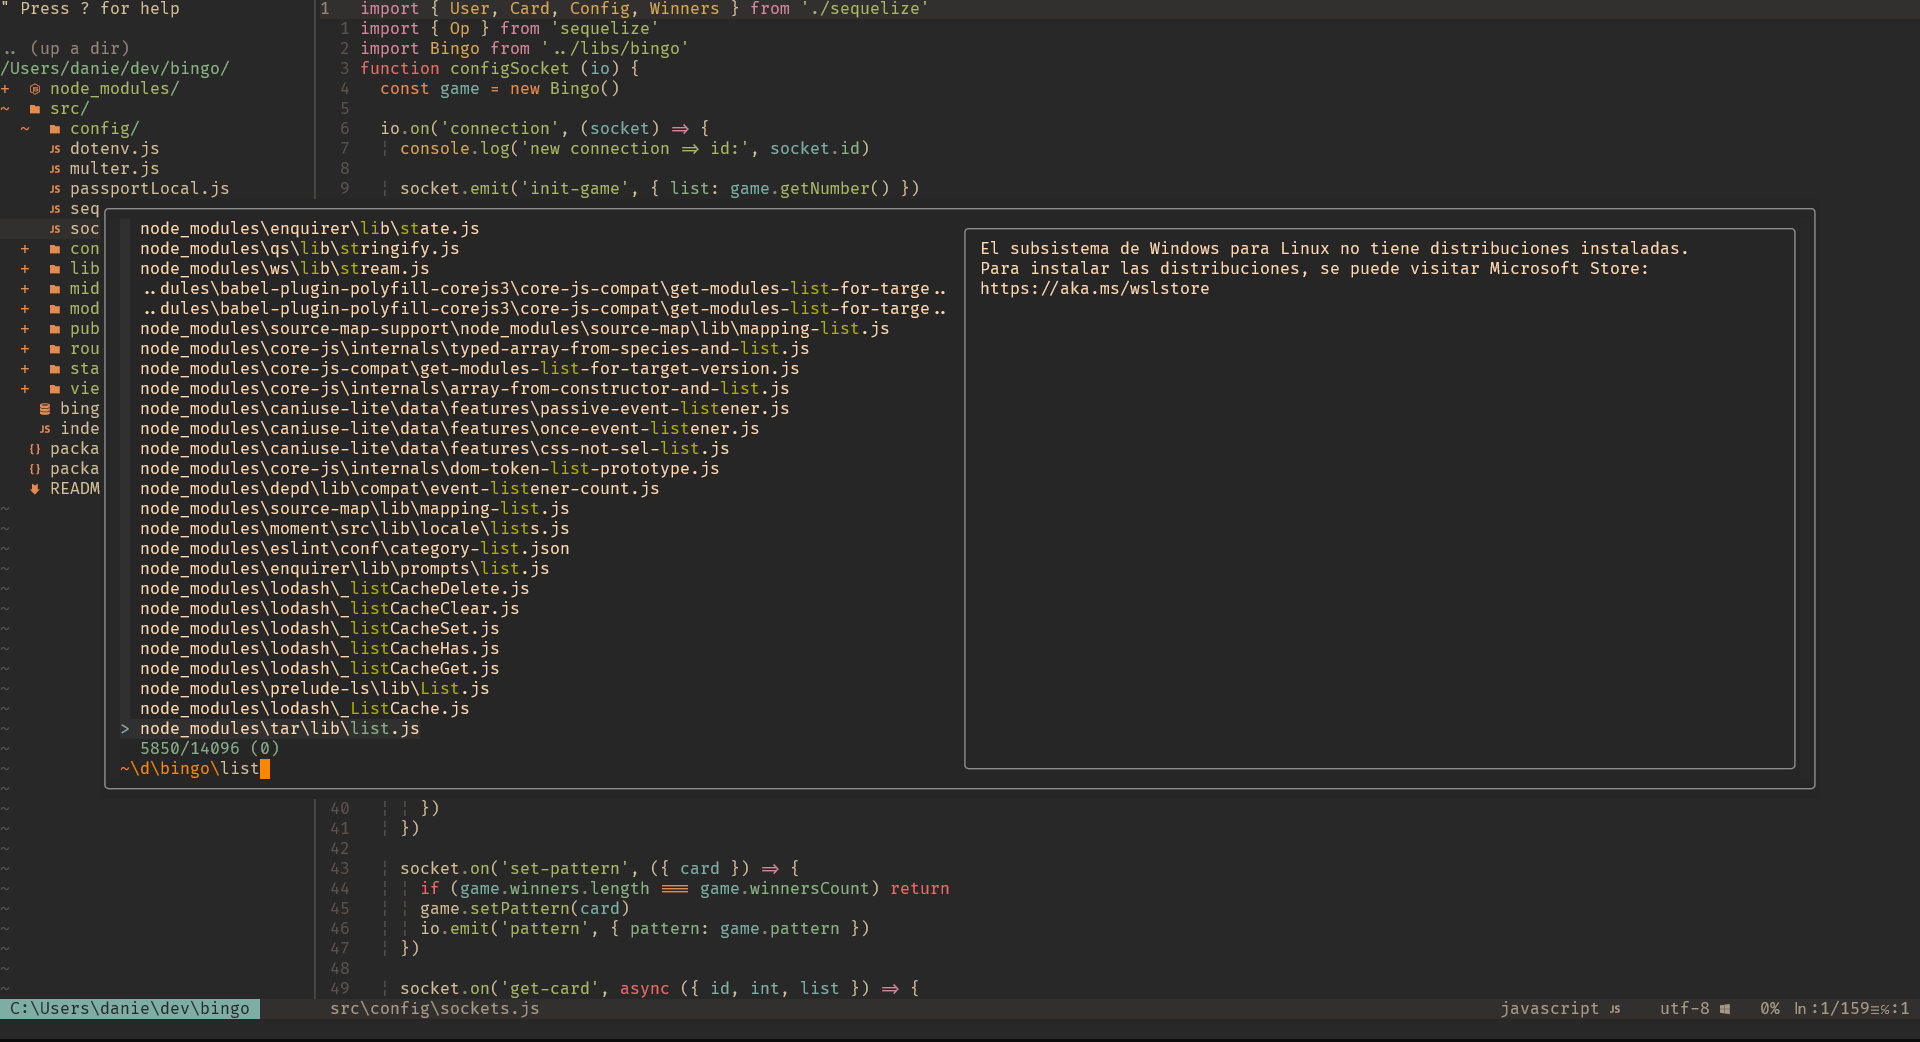 " Press ? for help
.. (up a dir)
/Users/danie/dev/bingo/
+ node_modules/
~ src/
~ config/
JS dotenv.js
JS multer.js
JS passportLocal.js
JS seq
JS soc
+ con
+ lib
+ mid
+ mod
+ pub
+ rou
+ sta
+ vie
bing
JS inde
{} packa
{} packa
READM
1 import { User, Card, Config, Winners } from './sequelize'
1 import { Op } from 'sequelize'
2 import Bingo from '../libs/bingo'
3 function configSocket (io) {
4 const game = new Bingo()
5
6 io.on('connection', (socket) => {
7 ¦ console.log('new connection => id:', socket.id)
8
9 ¦ socket.emit('init-game', { list: game.getNumber() })
node_modules\enquirer\lib\state.js
node_modules\qs\lib\stringify.js
node_modules\ws\lib\stream.js
..dules\babel-plugin-polyfill-corejs3\core-js-compat\get-modules-list-for-targe..
..dules\babel-plugin-polyfill-corejs3\core-js-compat\get-modules-list-for-targe..
node_modules\source-map-support\node_modules\source-map\lib\mapping-list.js
node_modules\core-js\internals\typed-array-from-species-and-list.js
node_modules\core-js-compat\get-modules-list-for-target-version.js
node_modules\core-js\internals\array-from-constructor-and-list.js
node_modules\caniuse-lite\data\features\passive-event-listener.js
node_modules\caniuse-lite\data\features\once-event-listener.js
node_modules\caniuse-lite\data\features\css-not-sel-list.js
node_modules\core-js\internals\dom-token-list-prototype.js
node_modules\depd\lib\compat\event-listener-count.js
node_modules\source-map\lib\mapping-list.js
node_modules\moment\src\lib\locale\lists.js
node_modules\eslint\conf\category-list.json
node_modules\enquirer\lib\prompts\list.js
node_modules\lodash\_listCacheDelete.js
node_modules\lodash\_listCacheClear.js
node_modules\lodash\_listCacheSet.js
node_modules\lodash\_listCacheHas.js
node_modules\lodash\_listCacheGet.js
node_modules\prelude-ls\lib\List.js
node_modules\lodash\_ListCache.js
> node_modules\tar\lib\list.js
5850/14096 (0)
~\d\bingo\list
El subsistema de Windows para Linux no tiene distribuciones instaladas.
Para instalar las distribuciones, se puede visitar Microsoft Store:
https://aka.ms/wslstore
40 ¦ ¦ })
41 ¦ })
42
43 ¦ socket.on('set-pattern', ({ card }) => {
44 ¦ ¦ if (game.winners.length === game.winnersCount) return
45 ¦ ¦ game.setPattern(card)
46 ¦ ¦ io.emit('pattern', { pattern: game.pattern })
47 ¦ })
48
49 ¦ socket.on('get-card', async ({ id, int, list }) => {
C:\Users\danie\dev\bingo
src\config\sockets.js
javascript JS utf-8 0% ln:1/159≡%:1